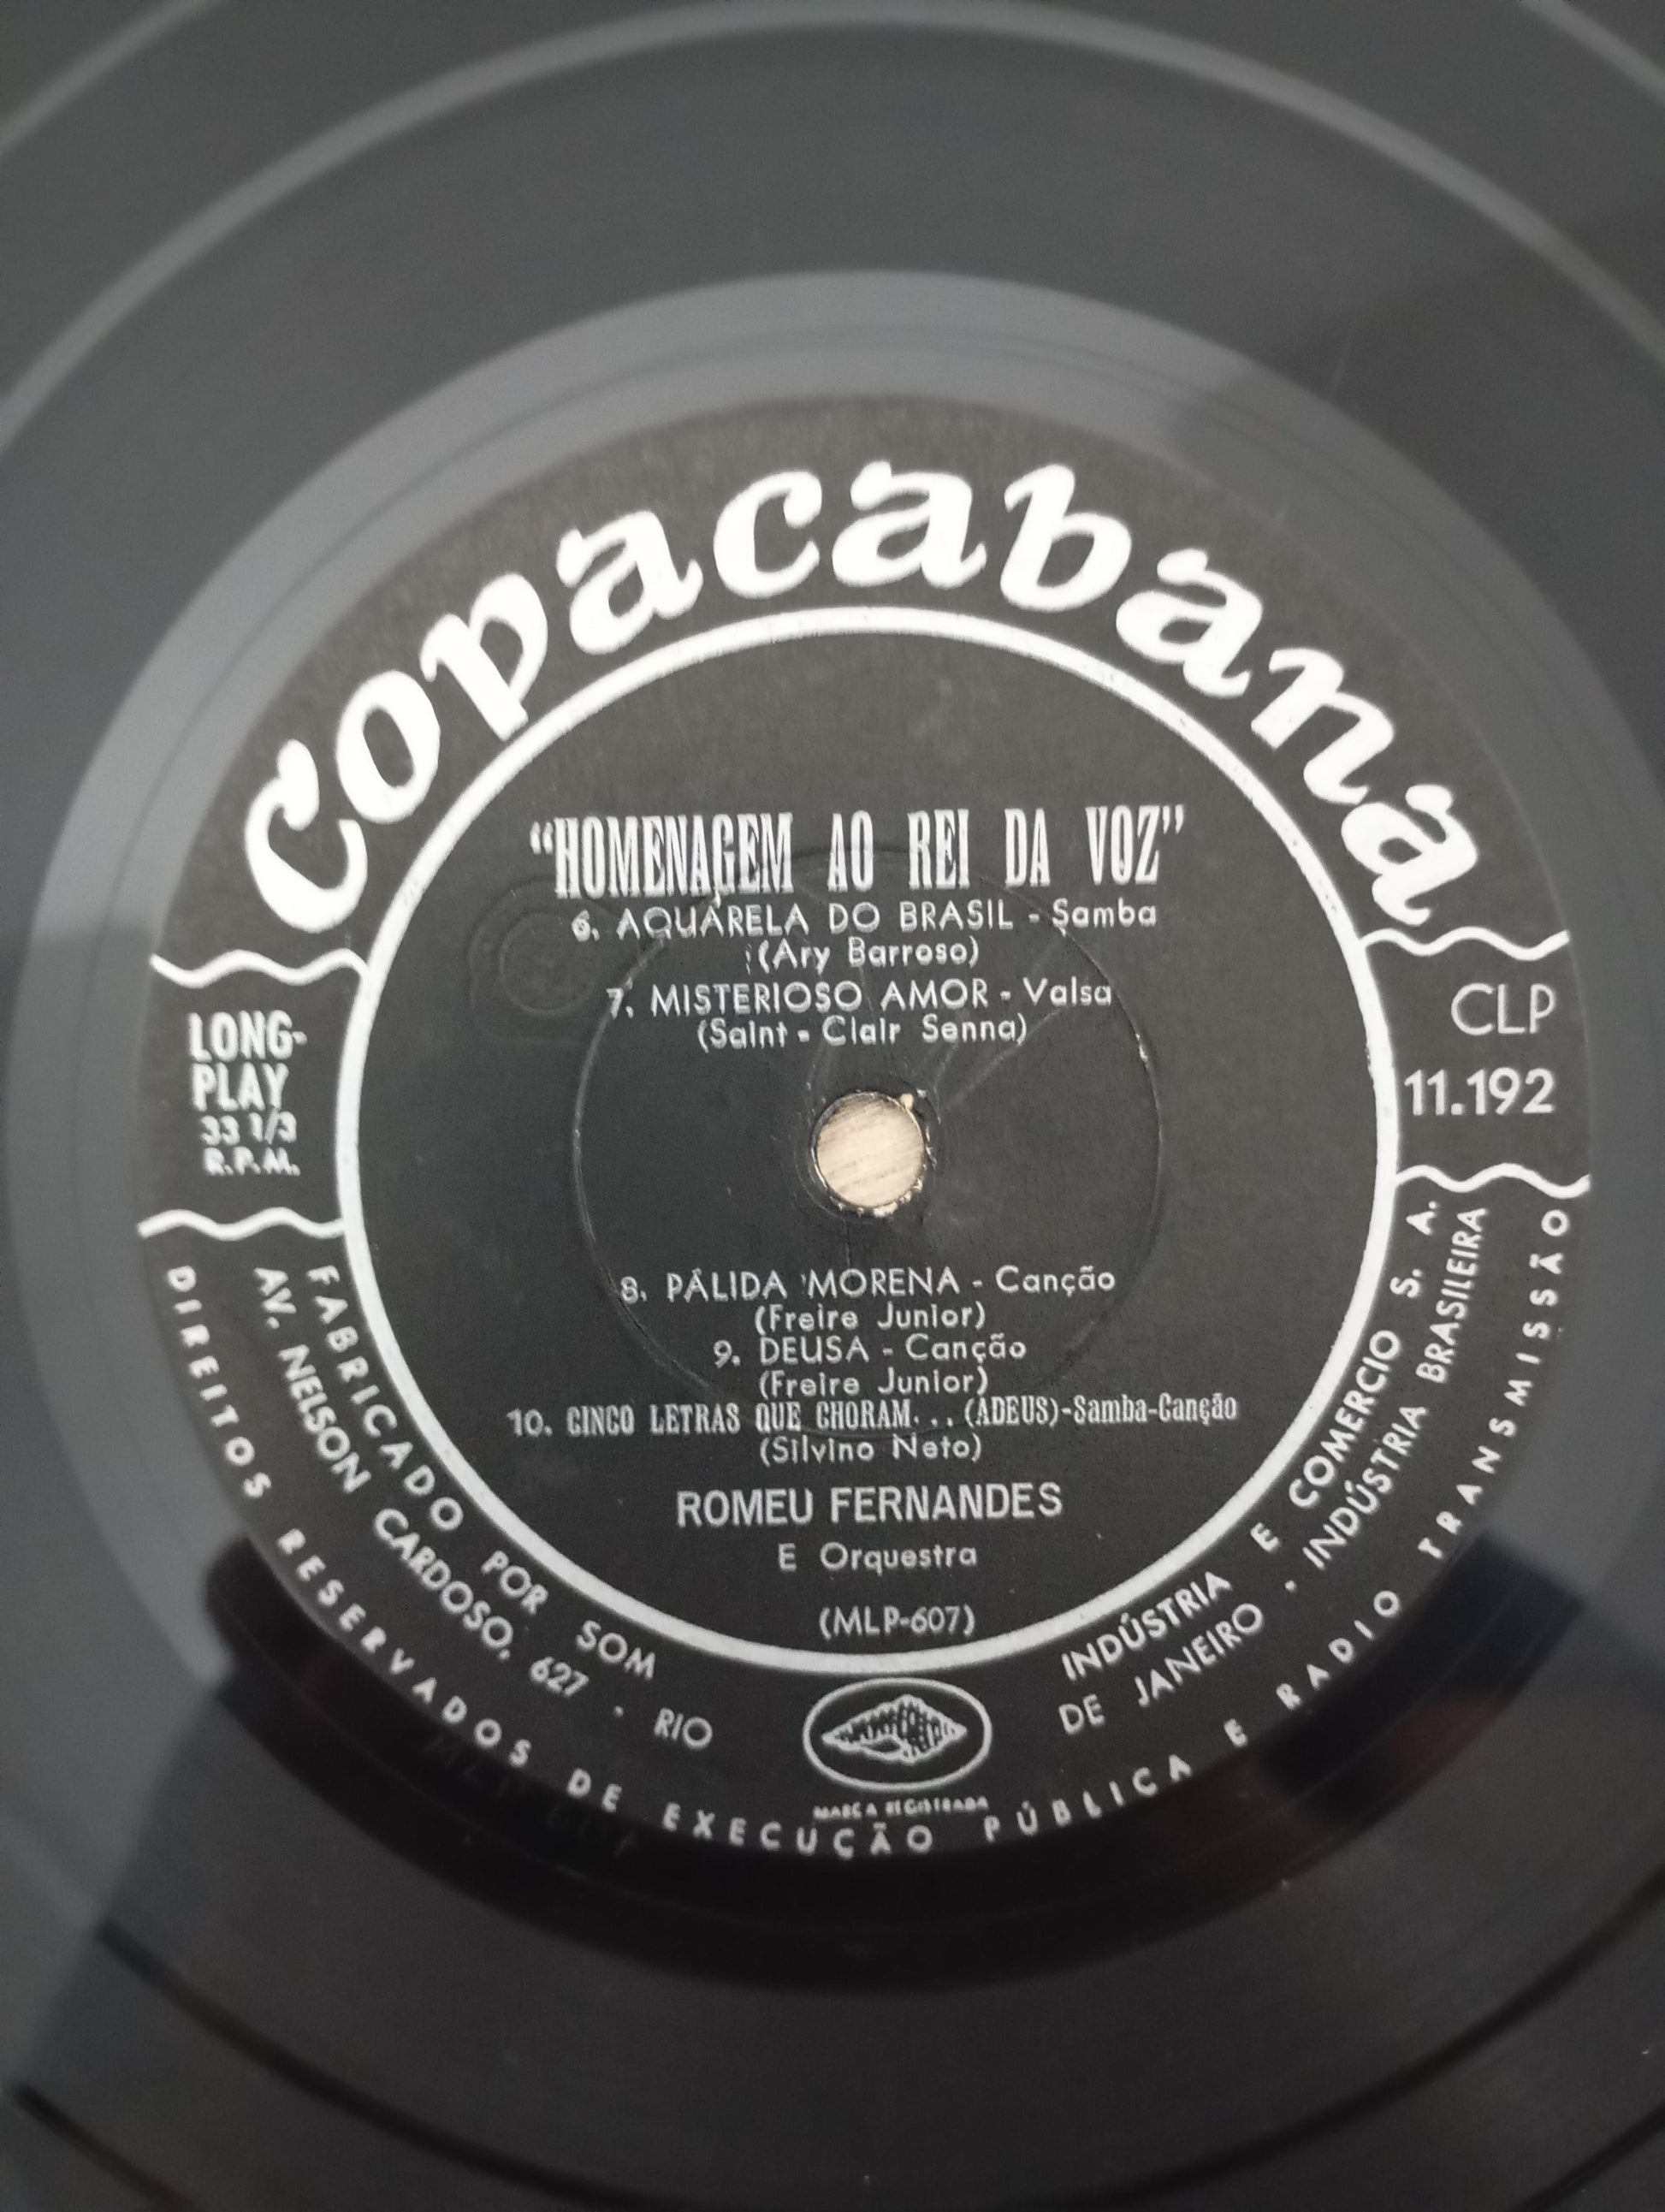 Copacabana
"HOMENAGEM AO REI DA VOZ"
6. AQUARELA DO BRASIL - Samba
(Ary Barroso)
7. MISTERIOSO AMOR - Valsa
(Saint - Clair Senna)
LONG-
PLAY
33 1/3
R.P.M.
CLP
11.192
8. PÁLIDA MORENA - Canção
(Freire Junior)
9. DEUSA - Canção
(Freire Junior)
10. CINCO LETRAS QUE CHORAM... (ADEUS)-Samba-Canção
(Silvino Neto)
ROMEU FERNANDES
E Orquestra
(MLP-607)
FABRICADO POR SOM INDÚSTRIA E COMERCIO S. A.
AV. NELSON CARDOSO, 627 - RIO DE JANEIRO - INDÚSTRIA BRASILEIRA
MARCA REGISTRADA
DIREITOS RESERVADOS DE EXECUÇÃO PÚBLICA E RADIO TRANSMISSÃO